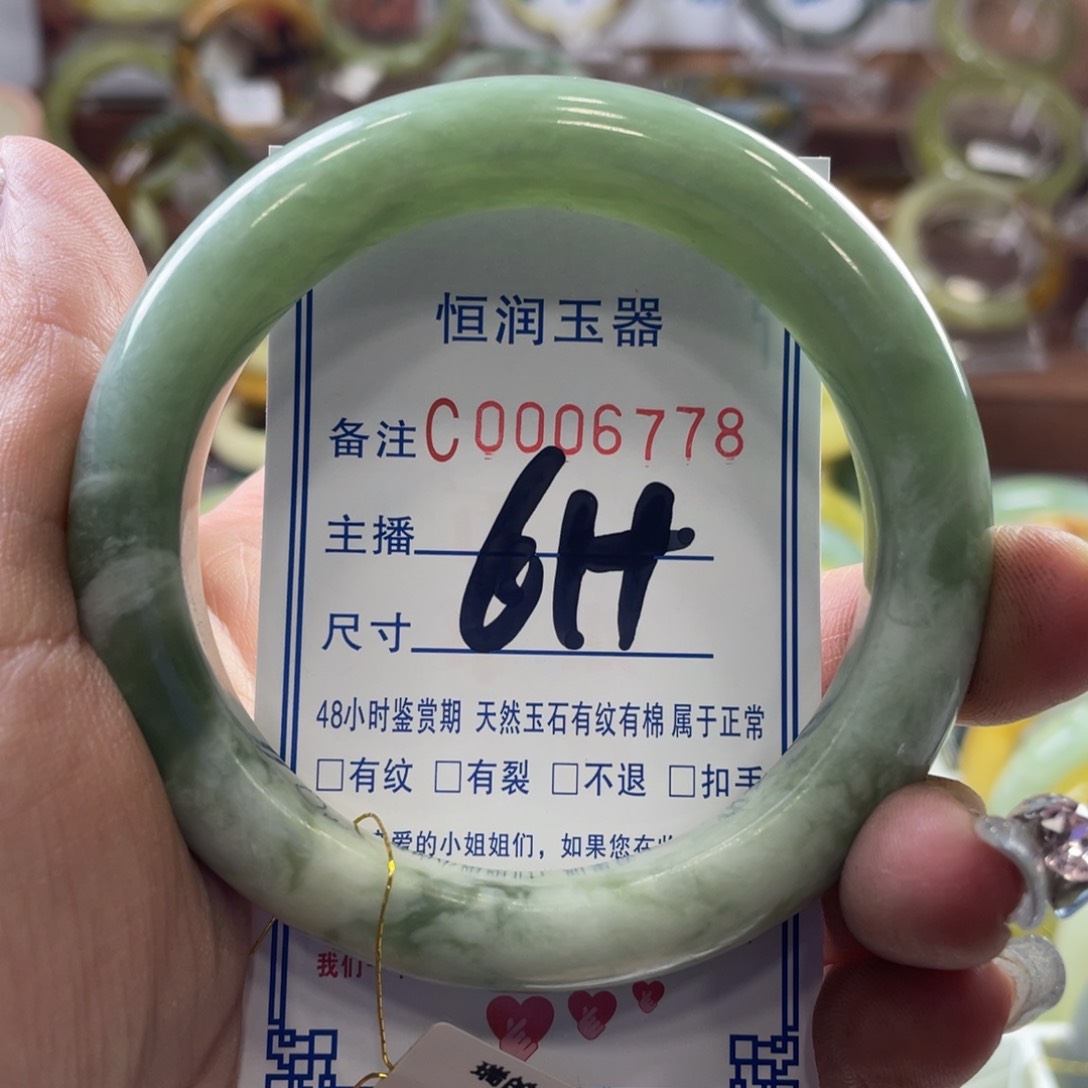 恒润玉器
备注C0006778
主播
6H
尺寸
48小时鉴赏期 天然玉石有纹有棉 属于正常
□有纹 □有裂 □不退 □扣手
爱的小姐姐们，如果您在收
我们